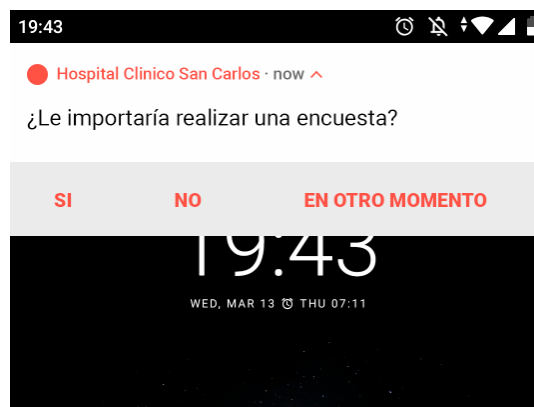 19:43
Hospital Clinico San Carlos · now
¿Le importaría realizar una encuesta?
SI NO EN OTRO MOMENTO
19:43
WED, MAR 13 THU 07:11